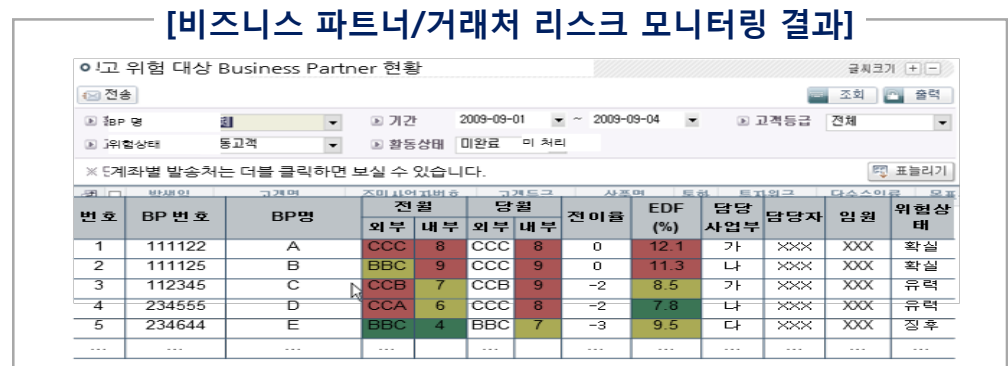 [비즈니스 파트너/거래처 리스크 모니터링 결과]
고 위험 대상 Business Partner 현황
글씨크기
전송 조회 출력
BP 명 기간 2009-09-01 ~ 2009-09-04 고객등급 전체
위험상태 통고객 활동상태 미완료 미 처리
※ 계좌별 발송처는 더블 클릭하면 보실 수 있습니다. 표늘리기
번호 BP 번호 BP명 전월 당월 전이율 EDF (%) 담당 사업부 담당자 임원 위험상태
외부 내부 외부 내부
1 111122 A CCC 8 CCC 8 0 12.1 가 XXX XXX 확실
2 111125 B BBC 9 CCC 9 0 11.3 나 XXX XXX 확실
3 112345 C CCB 7 CCB 9 -2 8.5 가 XXX XXX 유력
4 234555 D CCA 6 CCC 8 -2 7.8 나 XXX XXX 유력
5 234644 E BBC 4 BBC 7 -3 9.5 다 XXX XXX 징후
... ... ... ... ... ... ... ... ... ... ...